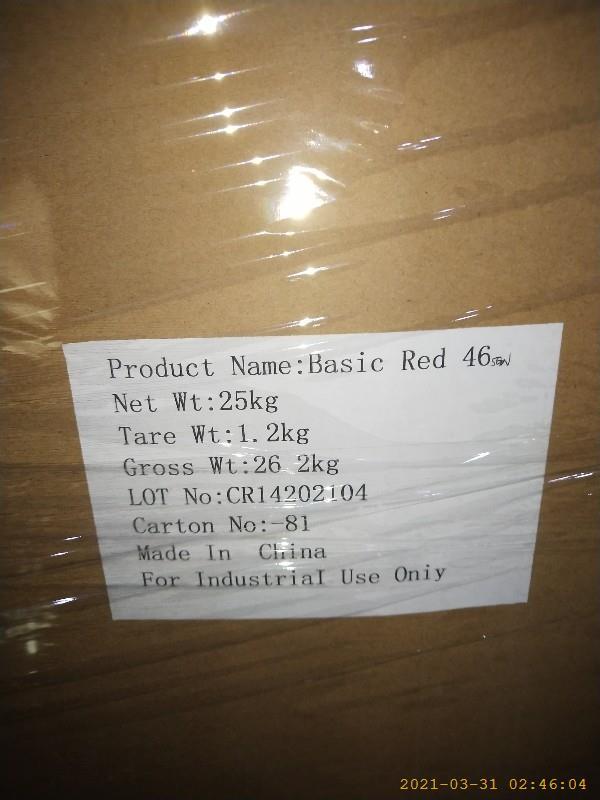 Product Name:Basic Red 46
Net Wt:25kg
Tare Wt:1.2kg
Gross Wt:26 2kg
LOT No:CR14202104
Carton No:-81
Made In China
For IndustriaI Use Oniy
2021-03-31 02:46:04